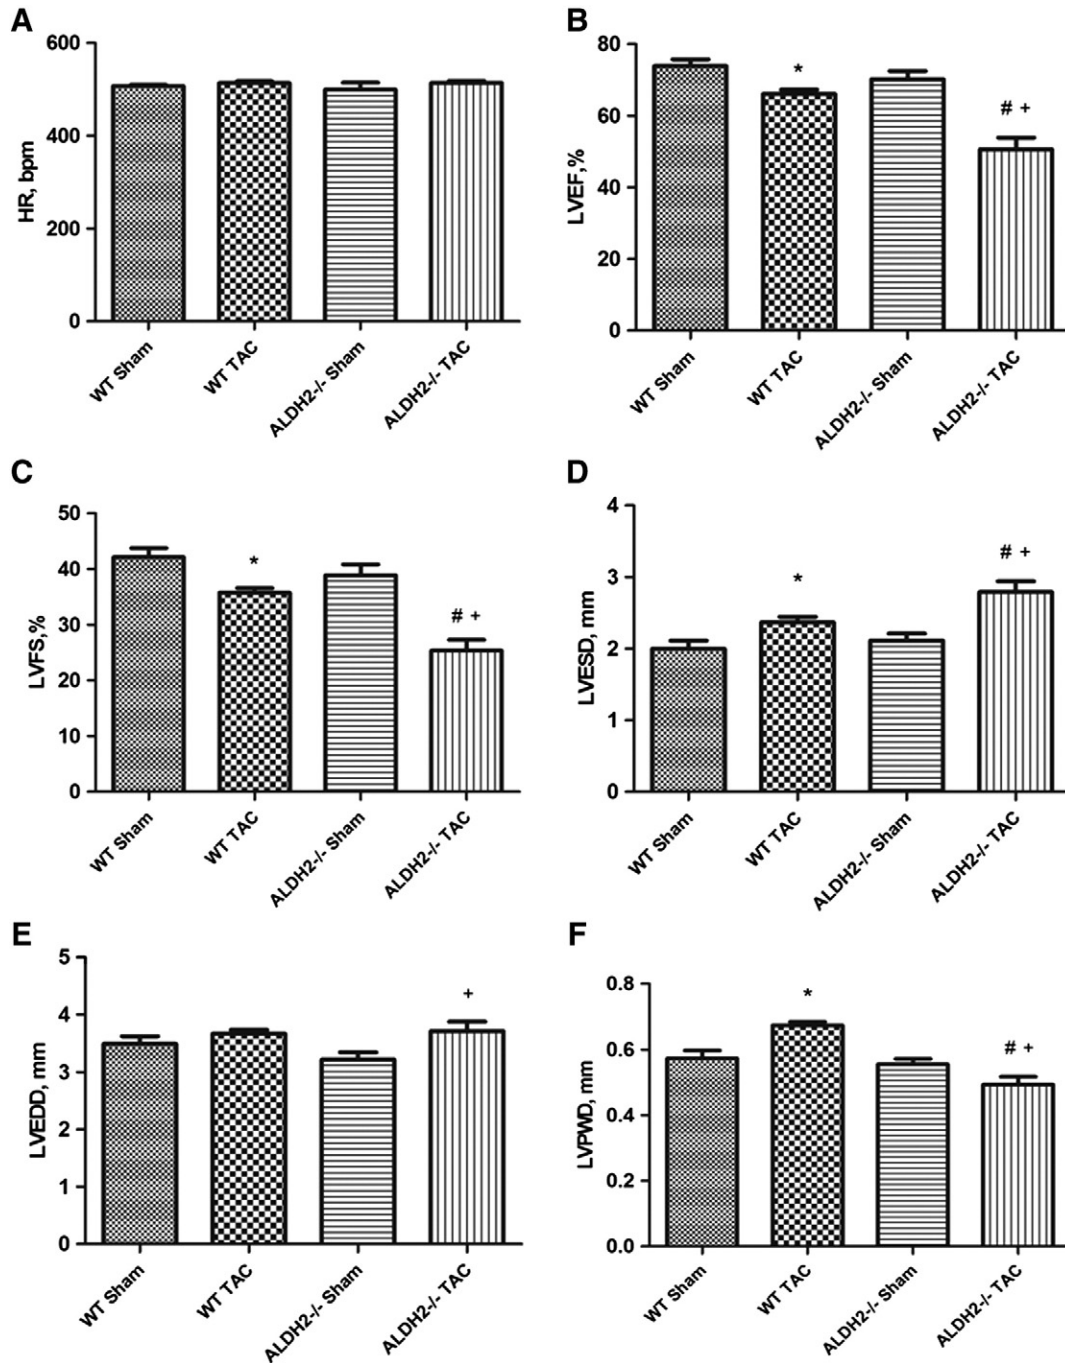 A
HR, bpm
600
400
200
0
WT Sham
WT TAC
ALDH2-/- Sham
ALDH2-/- TAC
B
LVEF,%
80
60
40
20
0
*
# +
WT Sham
WT TAC
ALDH2-/- Sham
ALDH2-/- TAC
C
LVFS,%
50
40
30
20
10
0
*
# +
WT Sham
WT TAC
ALDH2-/- Sham
ALDH2-/- TAC
D
LVESD, mm
4
3
2
1
0
*
# +
WT Sham
WT TAC
ALDH2-/- Sham
ALDH2-/- TAC
E
LVEDD, mm
5
4
3
2
1
0
+
WT Sham
WT TAC
ALDH2-/- Sham
ALDH2-/- TAC
F
LVPWD, mm
0.8
0.6
0.4
0.2
0.0
*
# +
WT Sham
WT TAC
ALDH2-/- Sham
ALDH2-/- TAC